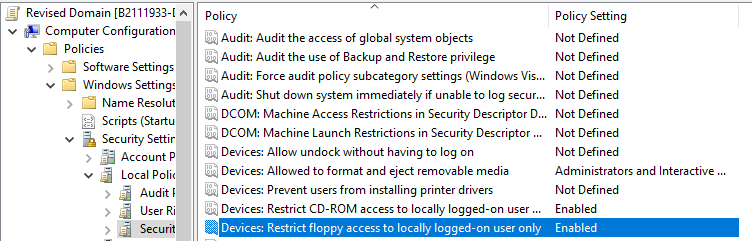 Revised Domain [B2111933-D
Computer Configuration
Policies
Software Settings
Windows Settings
Name Resolut
Scripts (Startu
Security Settin
Account P
Local Polic
Audit P
User Ri
Securit
Policy Policy Setting
Audit: Audit the access of global system objects Not Defined
Audit: Audit the use of Backup and Restore privilege Not Defined
Audit: Force audit policy subcategory settings (Windows Vis... Not Defined
Audit: Shut down system immediately if unable to log secur... Not Defined
DCOM: Machine Access Restrictions in Security Descriptor D... Not Defined
DCOM: Machine Launch Restrictions in Security Descriptor ... Not Defined
Devices: Allow undock without having to log on Not Defined
Devices: Allowed to format and eject removable media Administrators and Interactive ...
Devices: Prevent users from installing printer drivers Not Defined
Devices: Restrict CD-ROM access to locally logged-on user ... Enabled
Devices: Restrict floppy access to locally logged-on user only Enabled